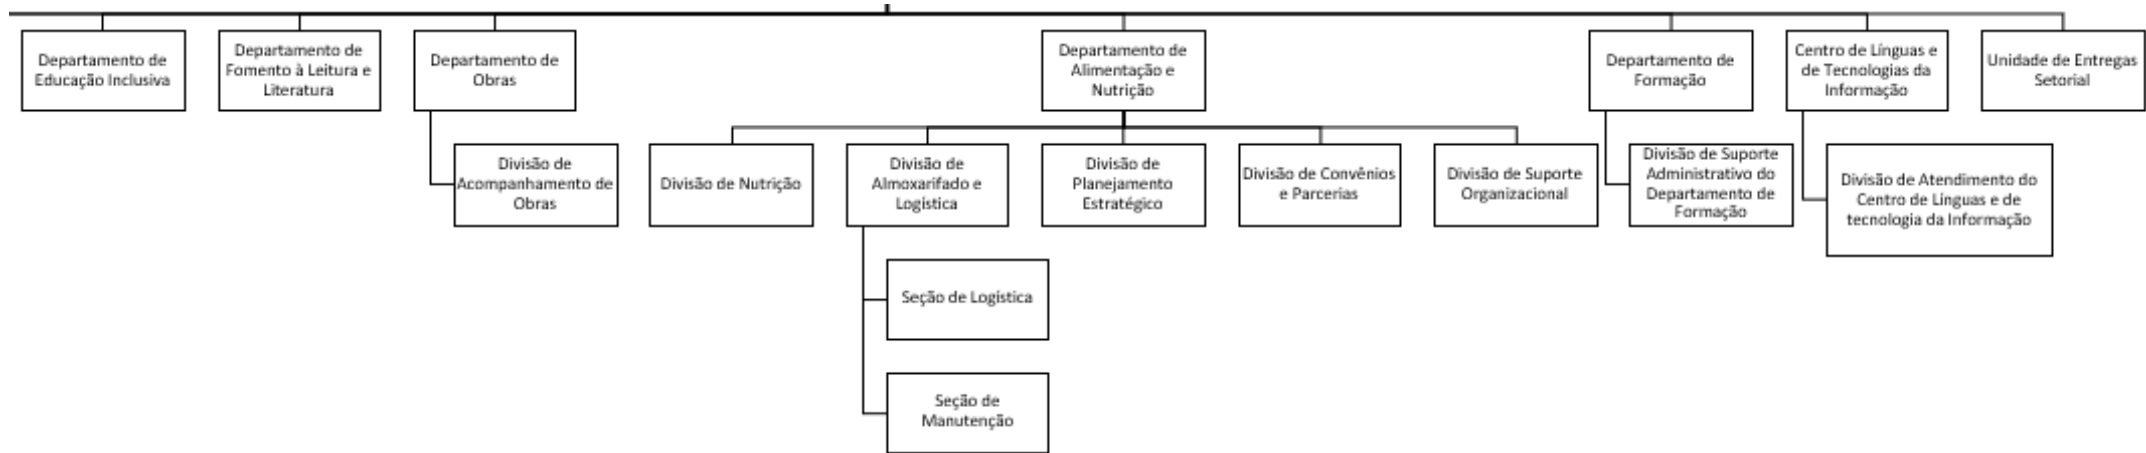 Departamento de
Educação Inclusiva
Departamento de
Fomento à Leitura e
Literatura
Departamento de
Obras
Departamento de
Alimentação e
Nutrição
Departamento de
Formação
Centro de Línguas e
de Tecnologias da
Informação
Unidade de Entregas
Setorial
Divisão de
Acompanhamento de
Obras
Divisão de Nutrição
Divisão de
Almoxarifado e
Logística
Divisão de
Planejamento
Estratégico
Divisão de Convênios
e Parcerias
Divisão de Suporte
Organizacional
Divisão de Suporte
Administrativo do
Departamento de
Formação
Divisão de Atendimento do
Centro de Línguas e de
tecnologia da Informação
Seção de Logística
Seção de
Manutenção